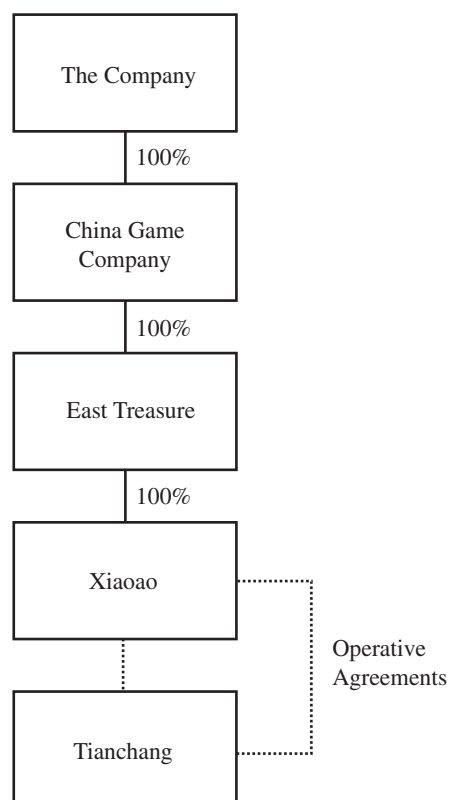 The Company
100%
China Game
Company
100%
East Treasure
100%
Xiaoao
Operative
Agreements
Tianchang